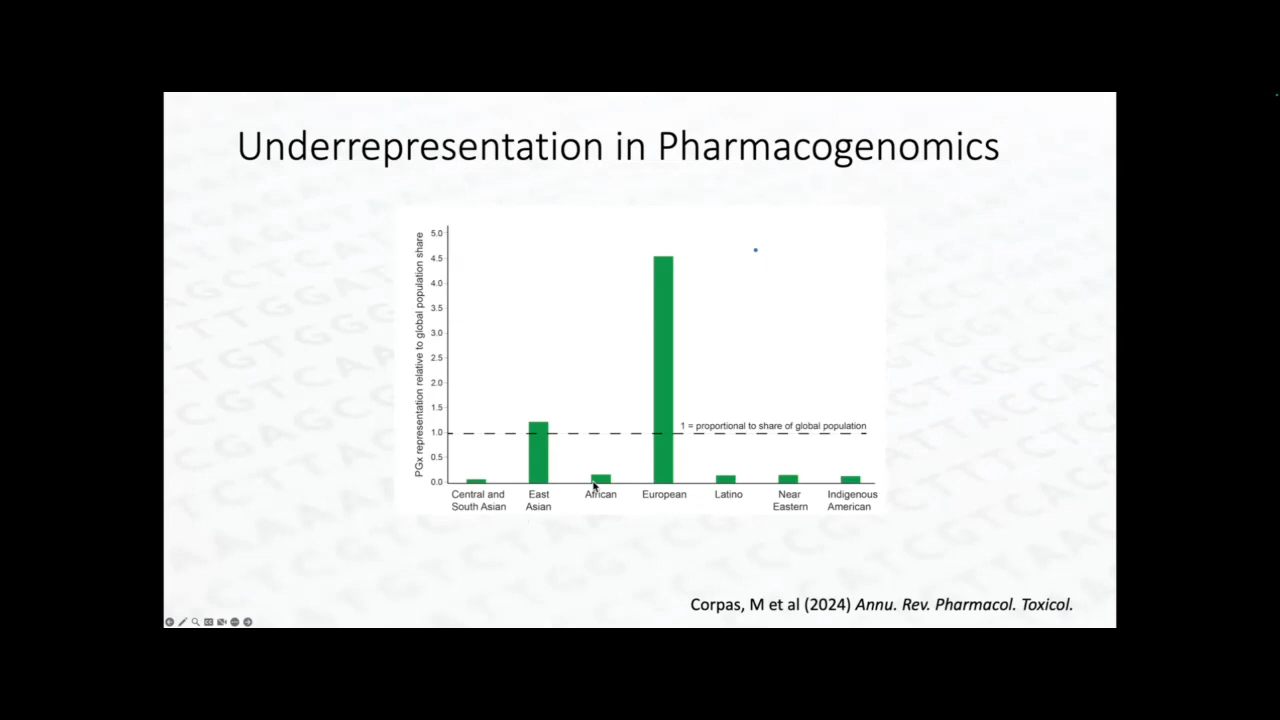 Underrepresentation in Pharmacogenomics
PGx representation relative to global population share
5.0
4.5
4.0
3.5
3.0
2.5
2.0
1.5
1.0
0.5
0.0
1 = proportional to share of global population
Central and
South Asian
East
Asian
African
European
Latino
Near
Eastern
Indigenous
American
Corpas, M et al (2024) Annu. Rev. Pharmacol. Toxicol.